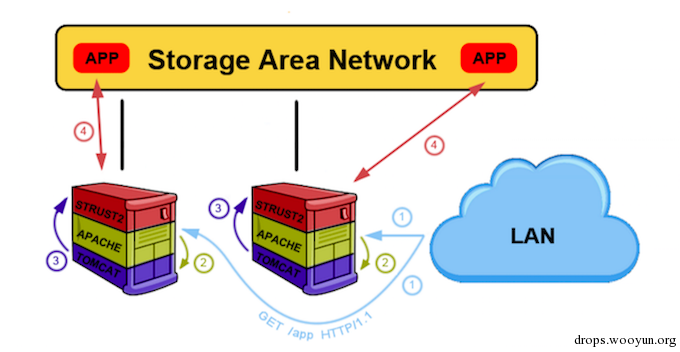 APP Storage Area Network APP
4
4
STRUST2
APACHE
TOMCAT
3
2
STRUST2
APACHE
TOMCAT
3
2
1
1
GET /app HTTP/1.1
LAN
drops.wooyun.org